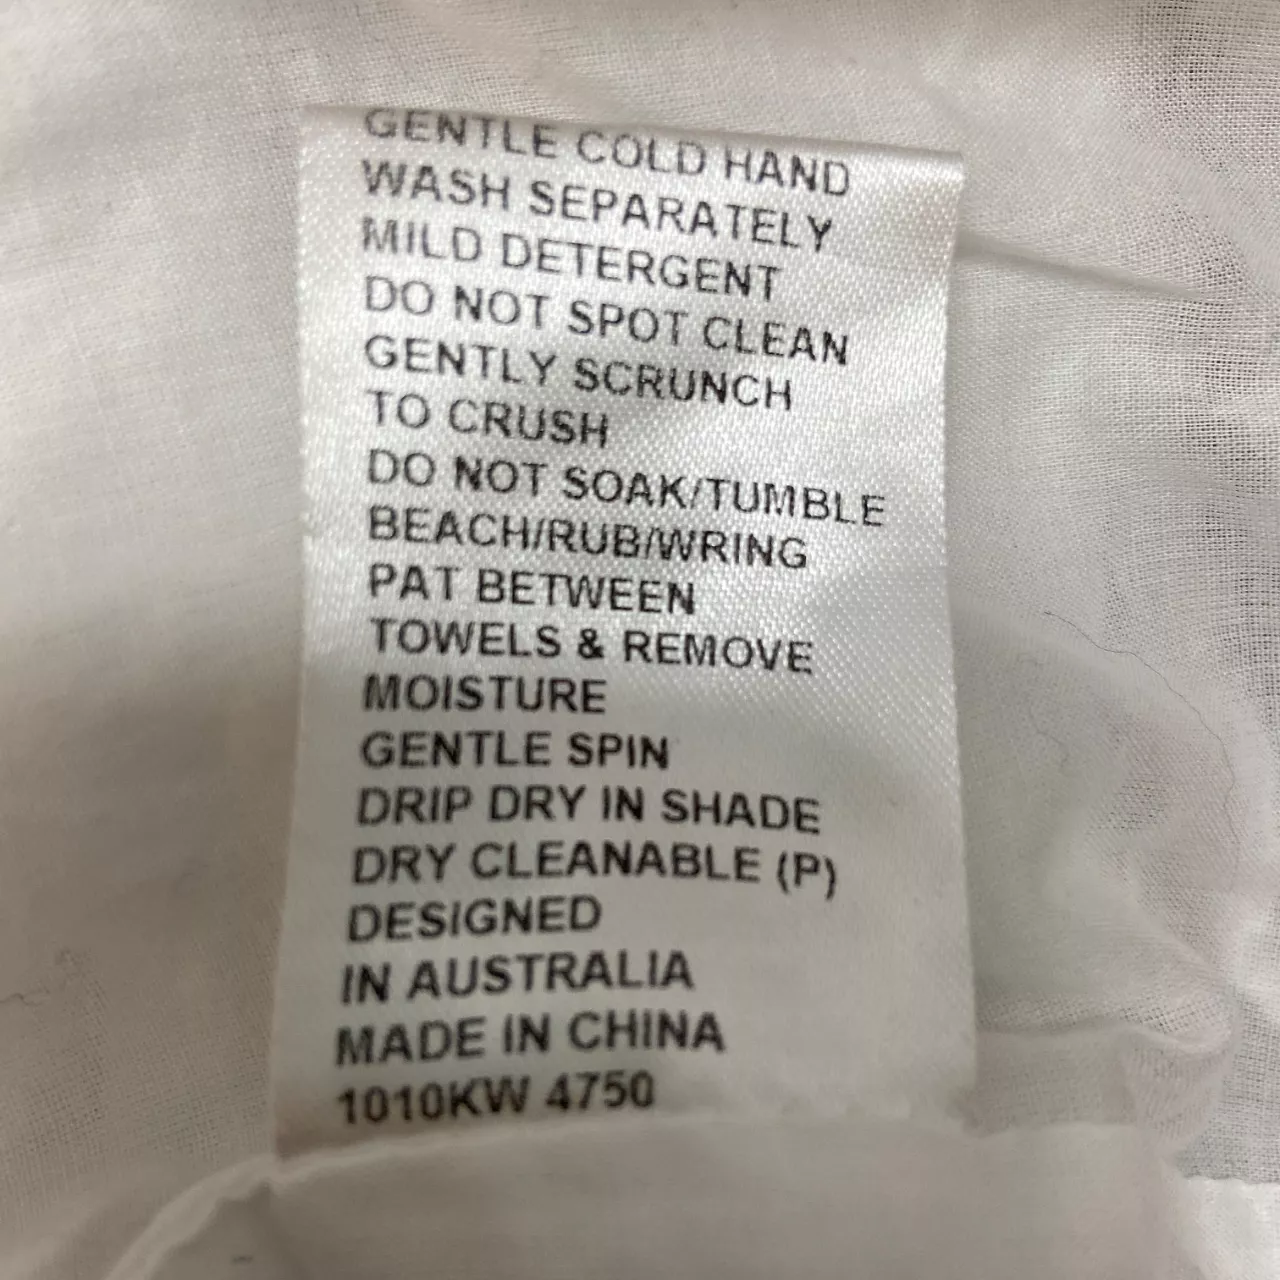 GENTLE COLD HAND
WASH SEPARATELY
MILD DETERGENT
DO NOT SPOT CLEAN
GENTLY SCRUNCH
TO CRUSH
DO NOT SOAK/TUMBLE
BEACH/RUB/WRING
PAT BETWEEN
TOWELS & REMOVE
MOISTURE
GENTLE SPIN
DRIP DRY IN SHADE
DRY CLEANABLE (P)
DESIGNED
IN AUSTRALIA
MADE IN CHINA
1010KW 4750